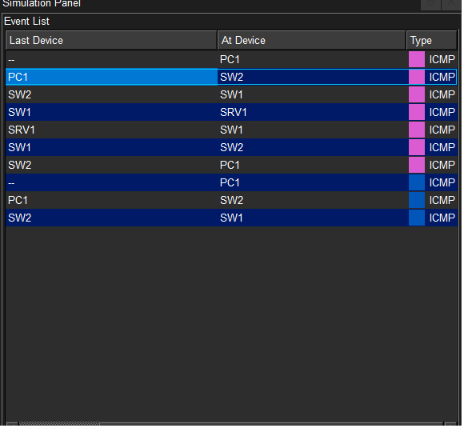 Simulation Panel
Event List
Last Device At Device Type
-- PC1 ICMP
PC1 SW2 ICMP
SW2 SW1 ICMP
SW1 SRV1 ICMP
SRV1 SW1 ICMP
SW1 SW2 ICMP
SW2 PC1 ICMP
-- PC1 ICMP
PC1 SW2 ICMP
SW2 SW1 ICMP